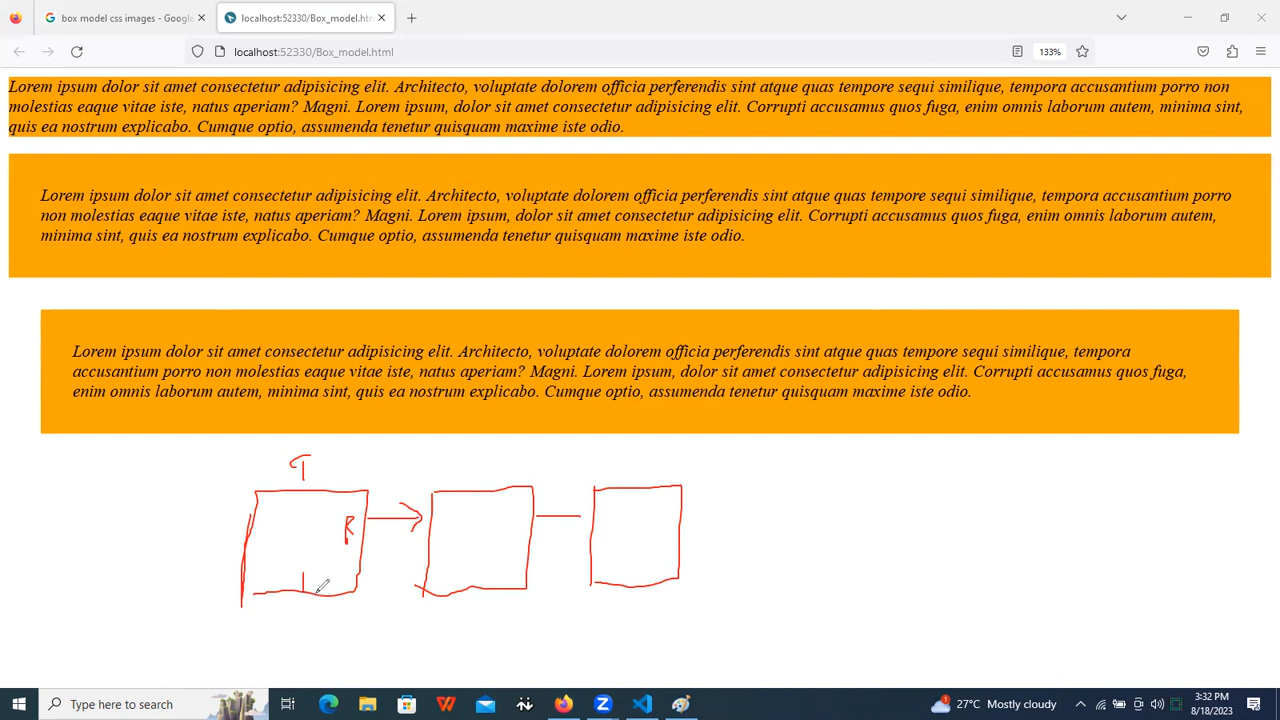 box model css images - Google
localhost:52330/Box_model.htm
localhost:52330/Box_model.html
133%
Lorem ipsum dolor sit amet consectetur adipisicing elit. Architecto, voluptate dolorem officia perferendis sint atque quas tempore sequi similique, tempora accusantium porro non
molestias eaque vitae iste, natus aperiam? Magni. Lorem ipsum, dolor sit amet consectetur adipisicing elit. Corrupti accusamus quos fuga, enim omnis laborum autem, minima sint,
quis ea nostrum explicabo. Cumque optio, assumenda tenetur quisquam maxime iste odio.
Lorem ipsum dolor sit amet consectetur adipisicing elit. Architecto, voluptate dolorem officia perferendis sint atque quas tempore sequi similique, tempora accusantium porro
non molestias eaque vitae iste, natus aperiam? Magni. Lorem ipsum, dolor sit amet consectetur adipisicing elit. Corrupti accusamus quos fuga, enim omnis laborum autem,
minima sint, quis ea nostrum explicabo. Cumque optio, assumenda tenetur quisquam maxime iste odio.
Lorem ipsum dolor sit amet consectetur adipisicing elit. Architecto, voluptate dolorem officia perferendis sint atque quas tempore sequi similique, tempora
accusantium porro non molestias eaque vitae iste, natus aperiam? Magni. Lorem ipsum, dolor sit amet consectetur adipisicing elit. Corrupti accusamus quos fuga,
enim omnis laborum autem, minima sint, quis ea nostrum explicabo. Cumque optio, assumenda tenetur quisquam maxime iste odio.
T
R
Type here to search
27°C Mostly cloudy
3:32 PM
8/18/2023